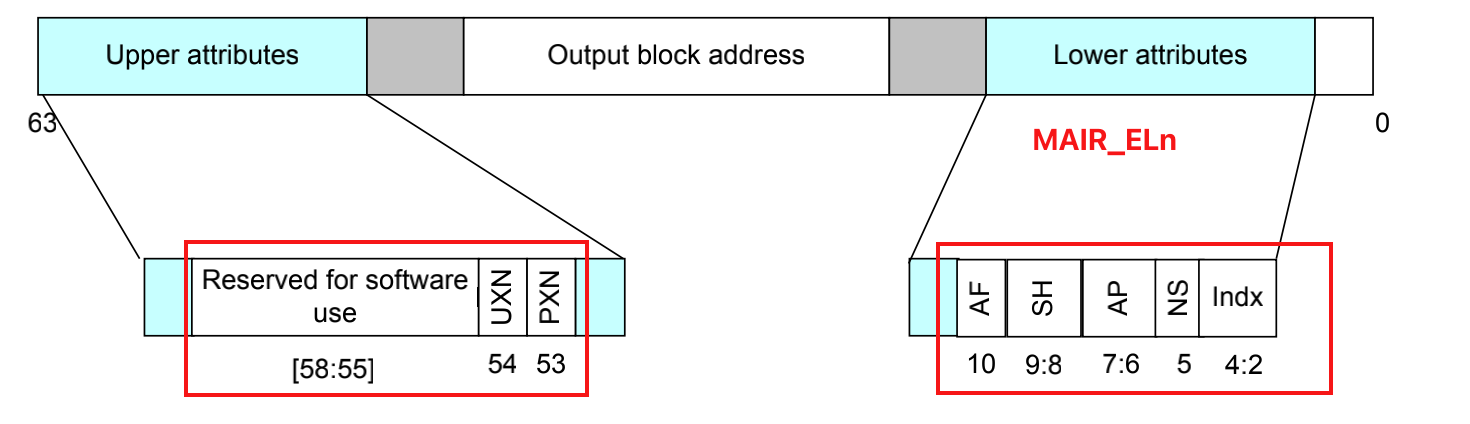 Upper attributes
Output block address
Lower attributes
63
0
MAIR_ELn
Reserved for software
use
UXN
PXN
AF
SH
AP
NS
Indx
[58:55]
54
53
10
9:8
7:6
5
4:2